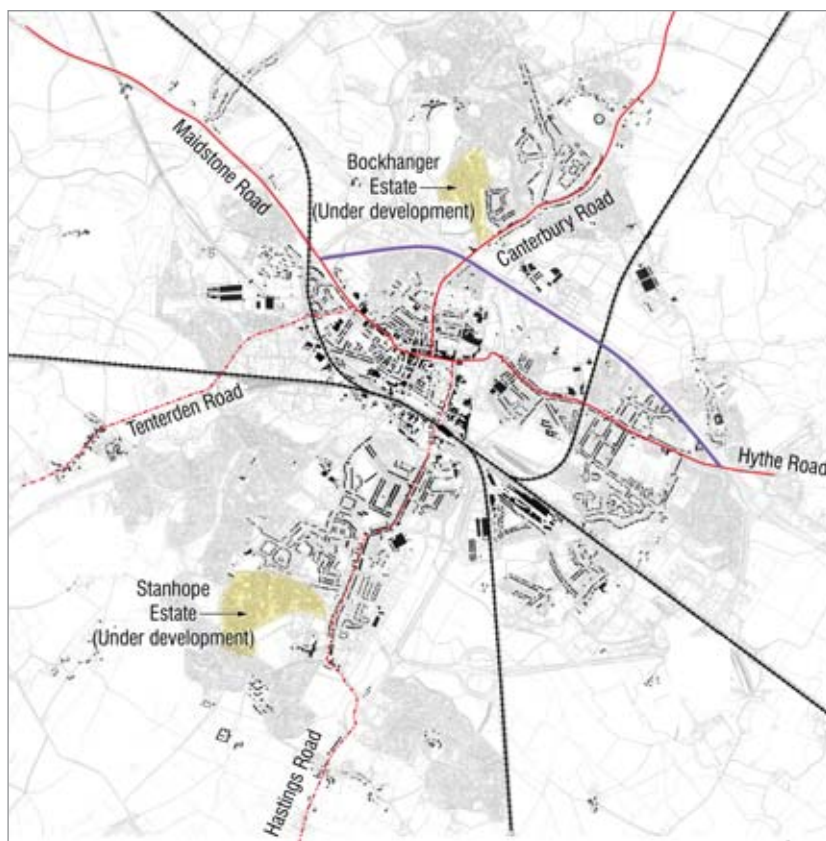 Maidstone Road
Bockhanger
Estate
(Under development)
Canterbury Road
Tenterden Road
Hythe Road
Stanhope
Estate
(Under development)
Hastings Road